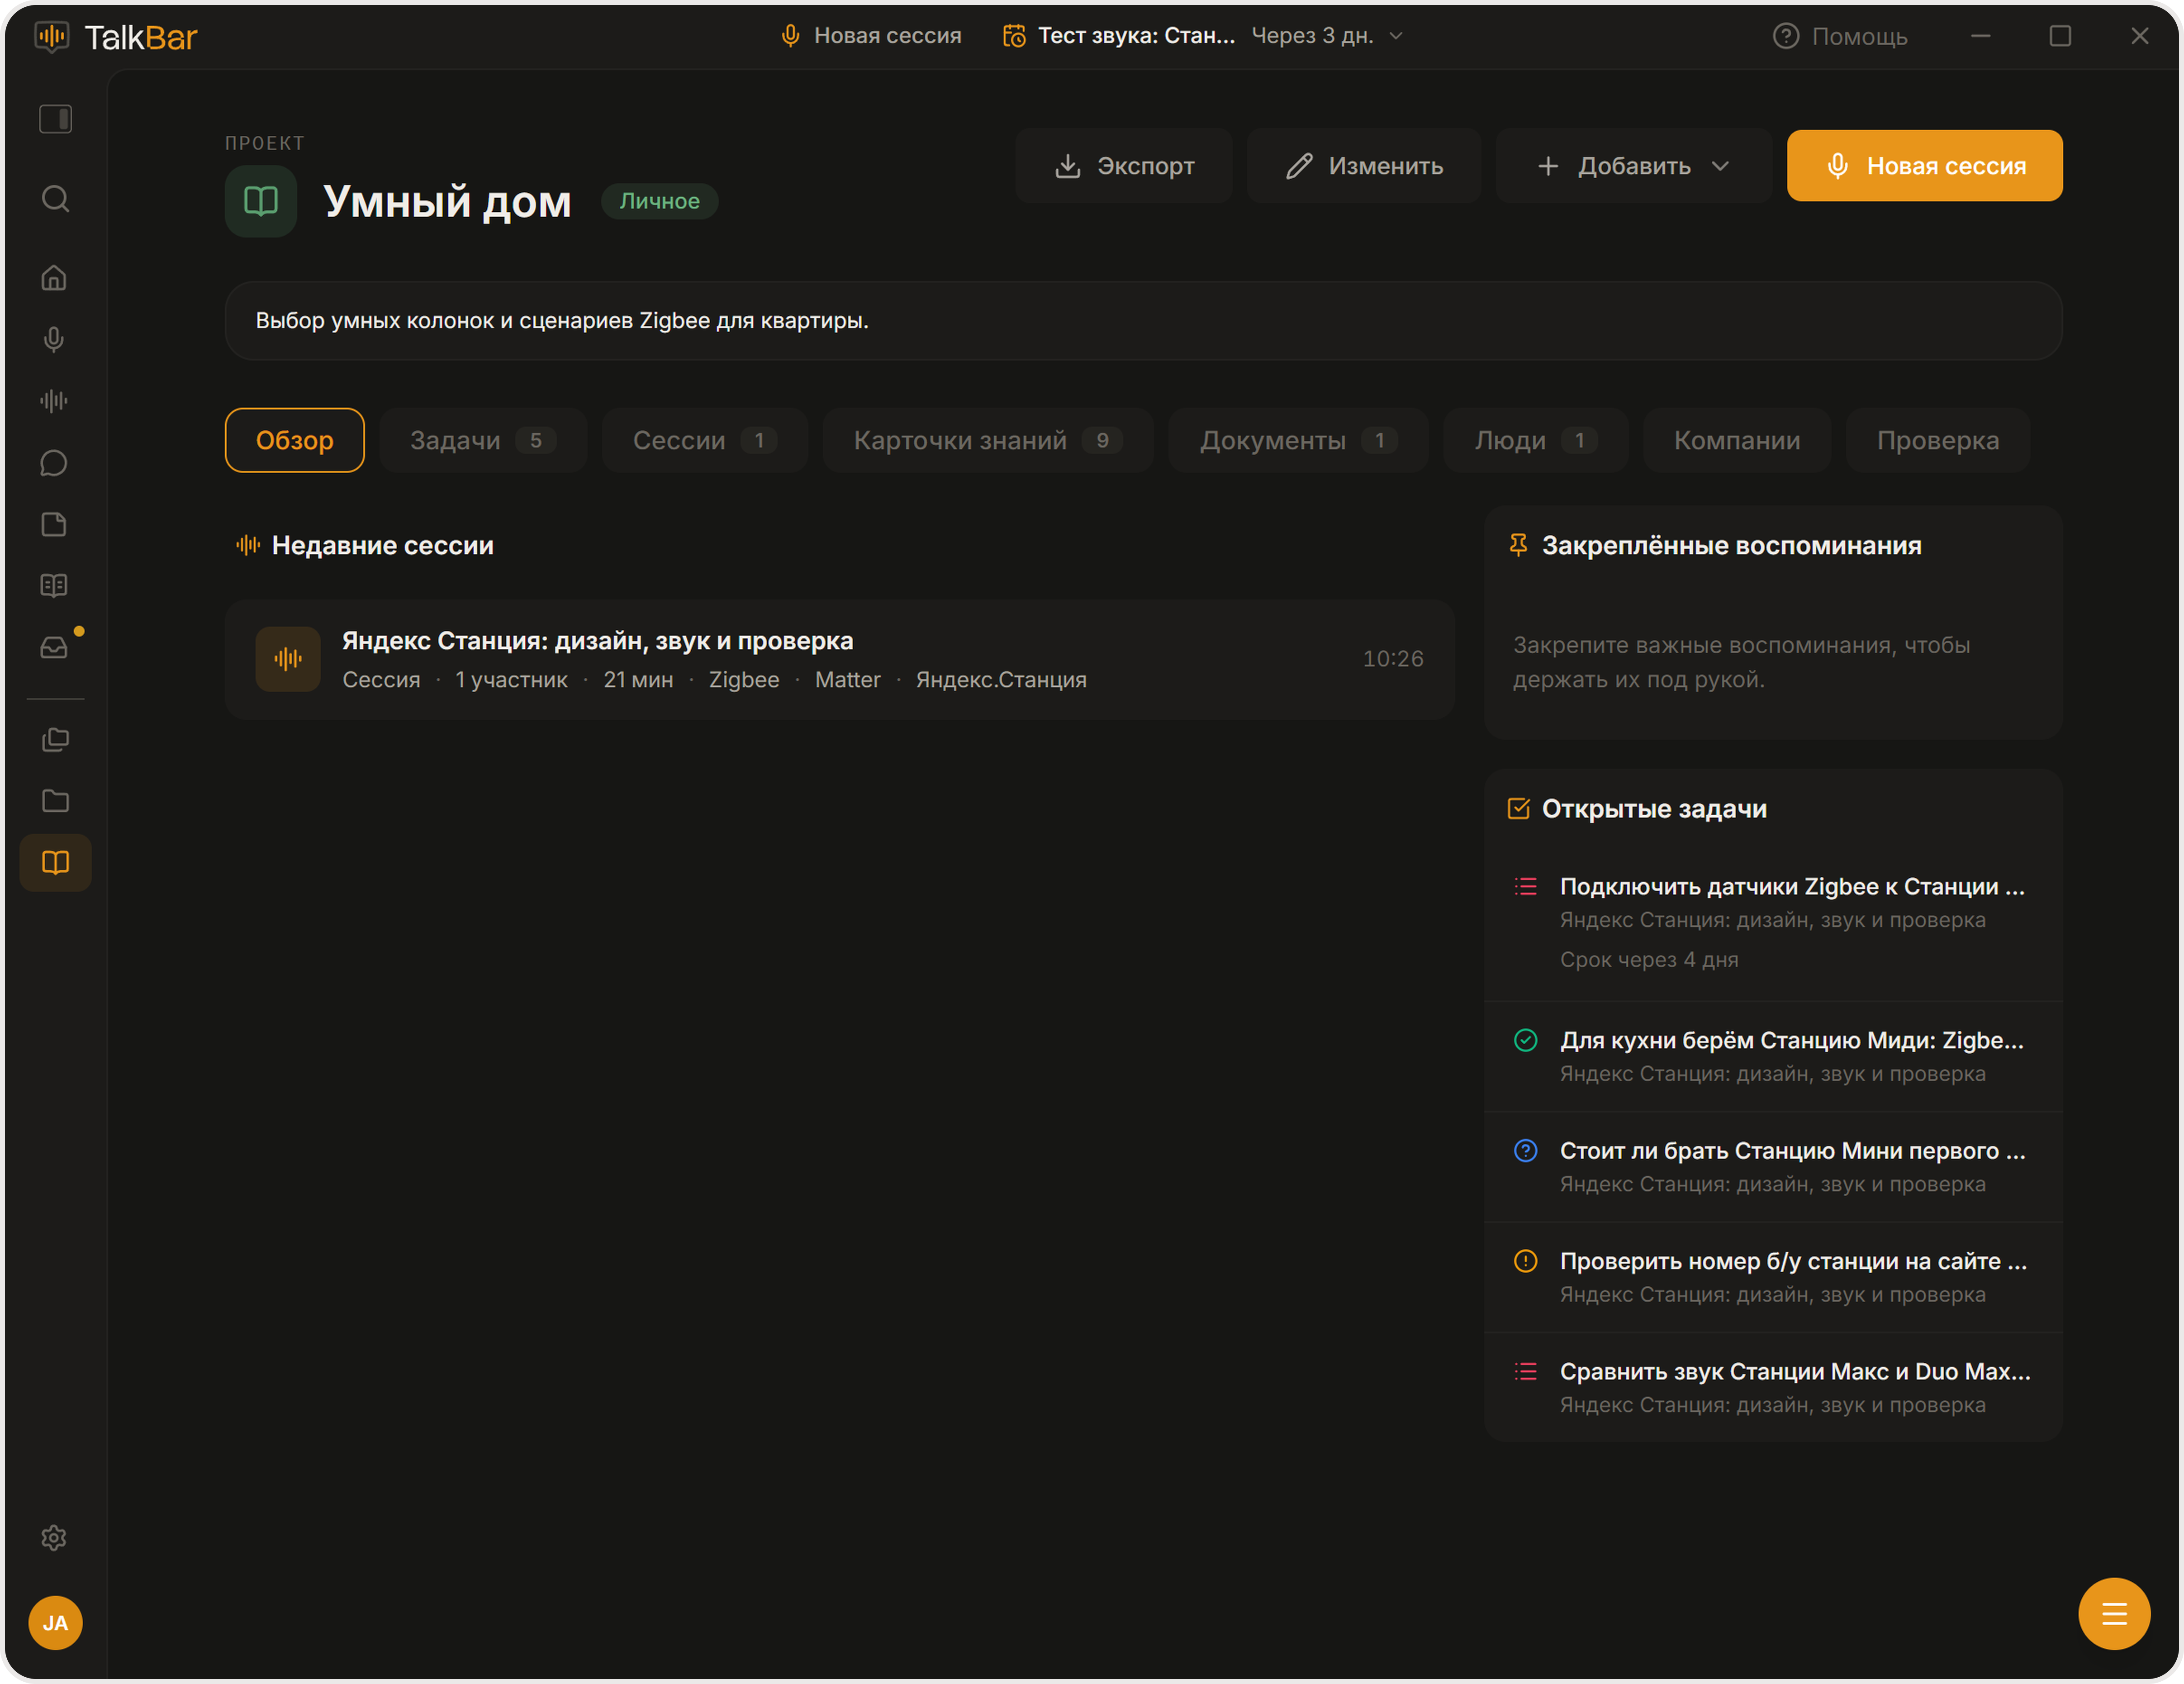 TalkBar
Новая сессия
Тест звука: Стан... Через 3 дн.
Помощь
ПРОЕКТ
Умный дом
Личное
Экспорт
Изменить
Добавить
Новая сессия
Выбор умных колонок и сценариев Zigbee для квартиры.
Обзор
Задачи 5
Сессии 1
Карточки знаний 9
Документы 1
Люди 1
Компании
Проверка
Недавние сессии
Яндекс Станция: дизайн, звук и проверка
Сессия · 1 участник · 21 мин · Zigbee · Matter · Яндекс.Станция
10:26
Закреплённые воспоминания
Закрепите важные воспоминания, чтобы
держать их под рукой.
Открытые задачи
Подключить датчики Zigbee к Станции ...
Яндекс Станция: дизайн, звук и проверка
Срок через 4 дня
Для кухни берём Станцию Миди: Zigbe...
Яндекс Станция: дизайн, звук и проверка
Стоит ли брать Станцию Мини первого ...
Яндекс Станция: дизайн, звук и проверка
Проверить номер б/у станции на сайте ...
Яндекс Станция: дизайн, звук и проверка
Сравнить звук Станции Макс и Duo Max...
Яндекс Станция: дизайн, звук и проверка
JA